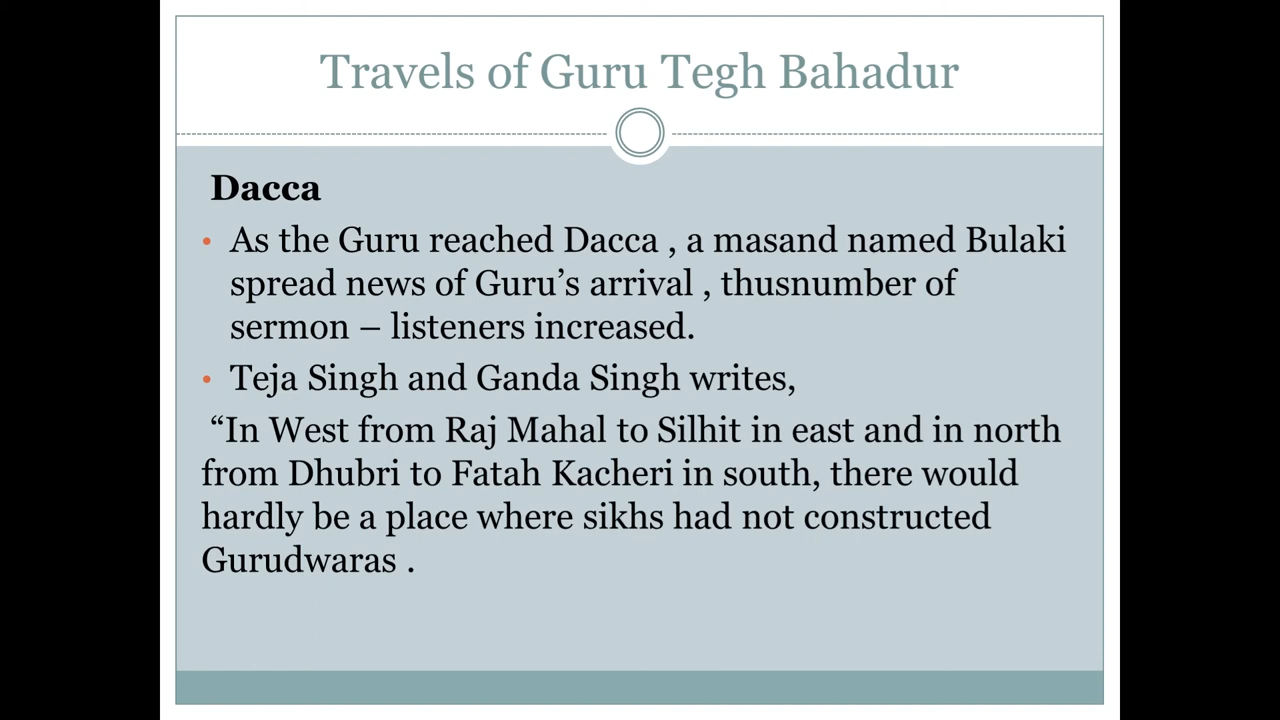 Travels of Guru Tegh Bahadur
Dacca
• As the Guru reached Dacca , a masand named Bulaki
spread news of Guru’s arrival , thusnumber of
sermon – listeners increased.
• Teja Singh and Ganda Singh writes,
“In West from Raj Mahal to Silhit in east and in north
from Dhubri to Fatah Kacheri in south, there would
hardly be a place where sikhs had not constructed
Gurudwaras .